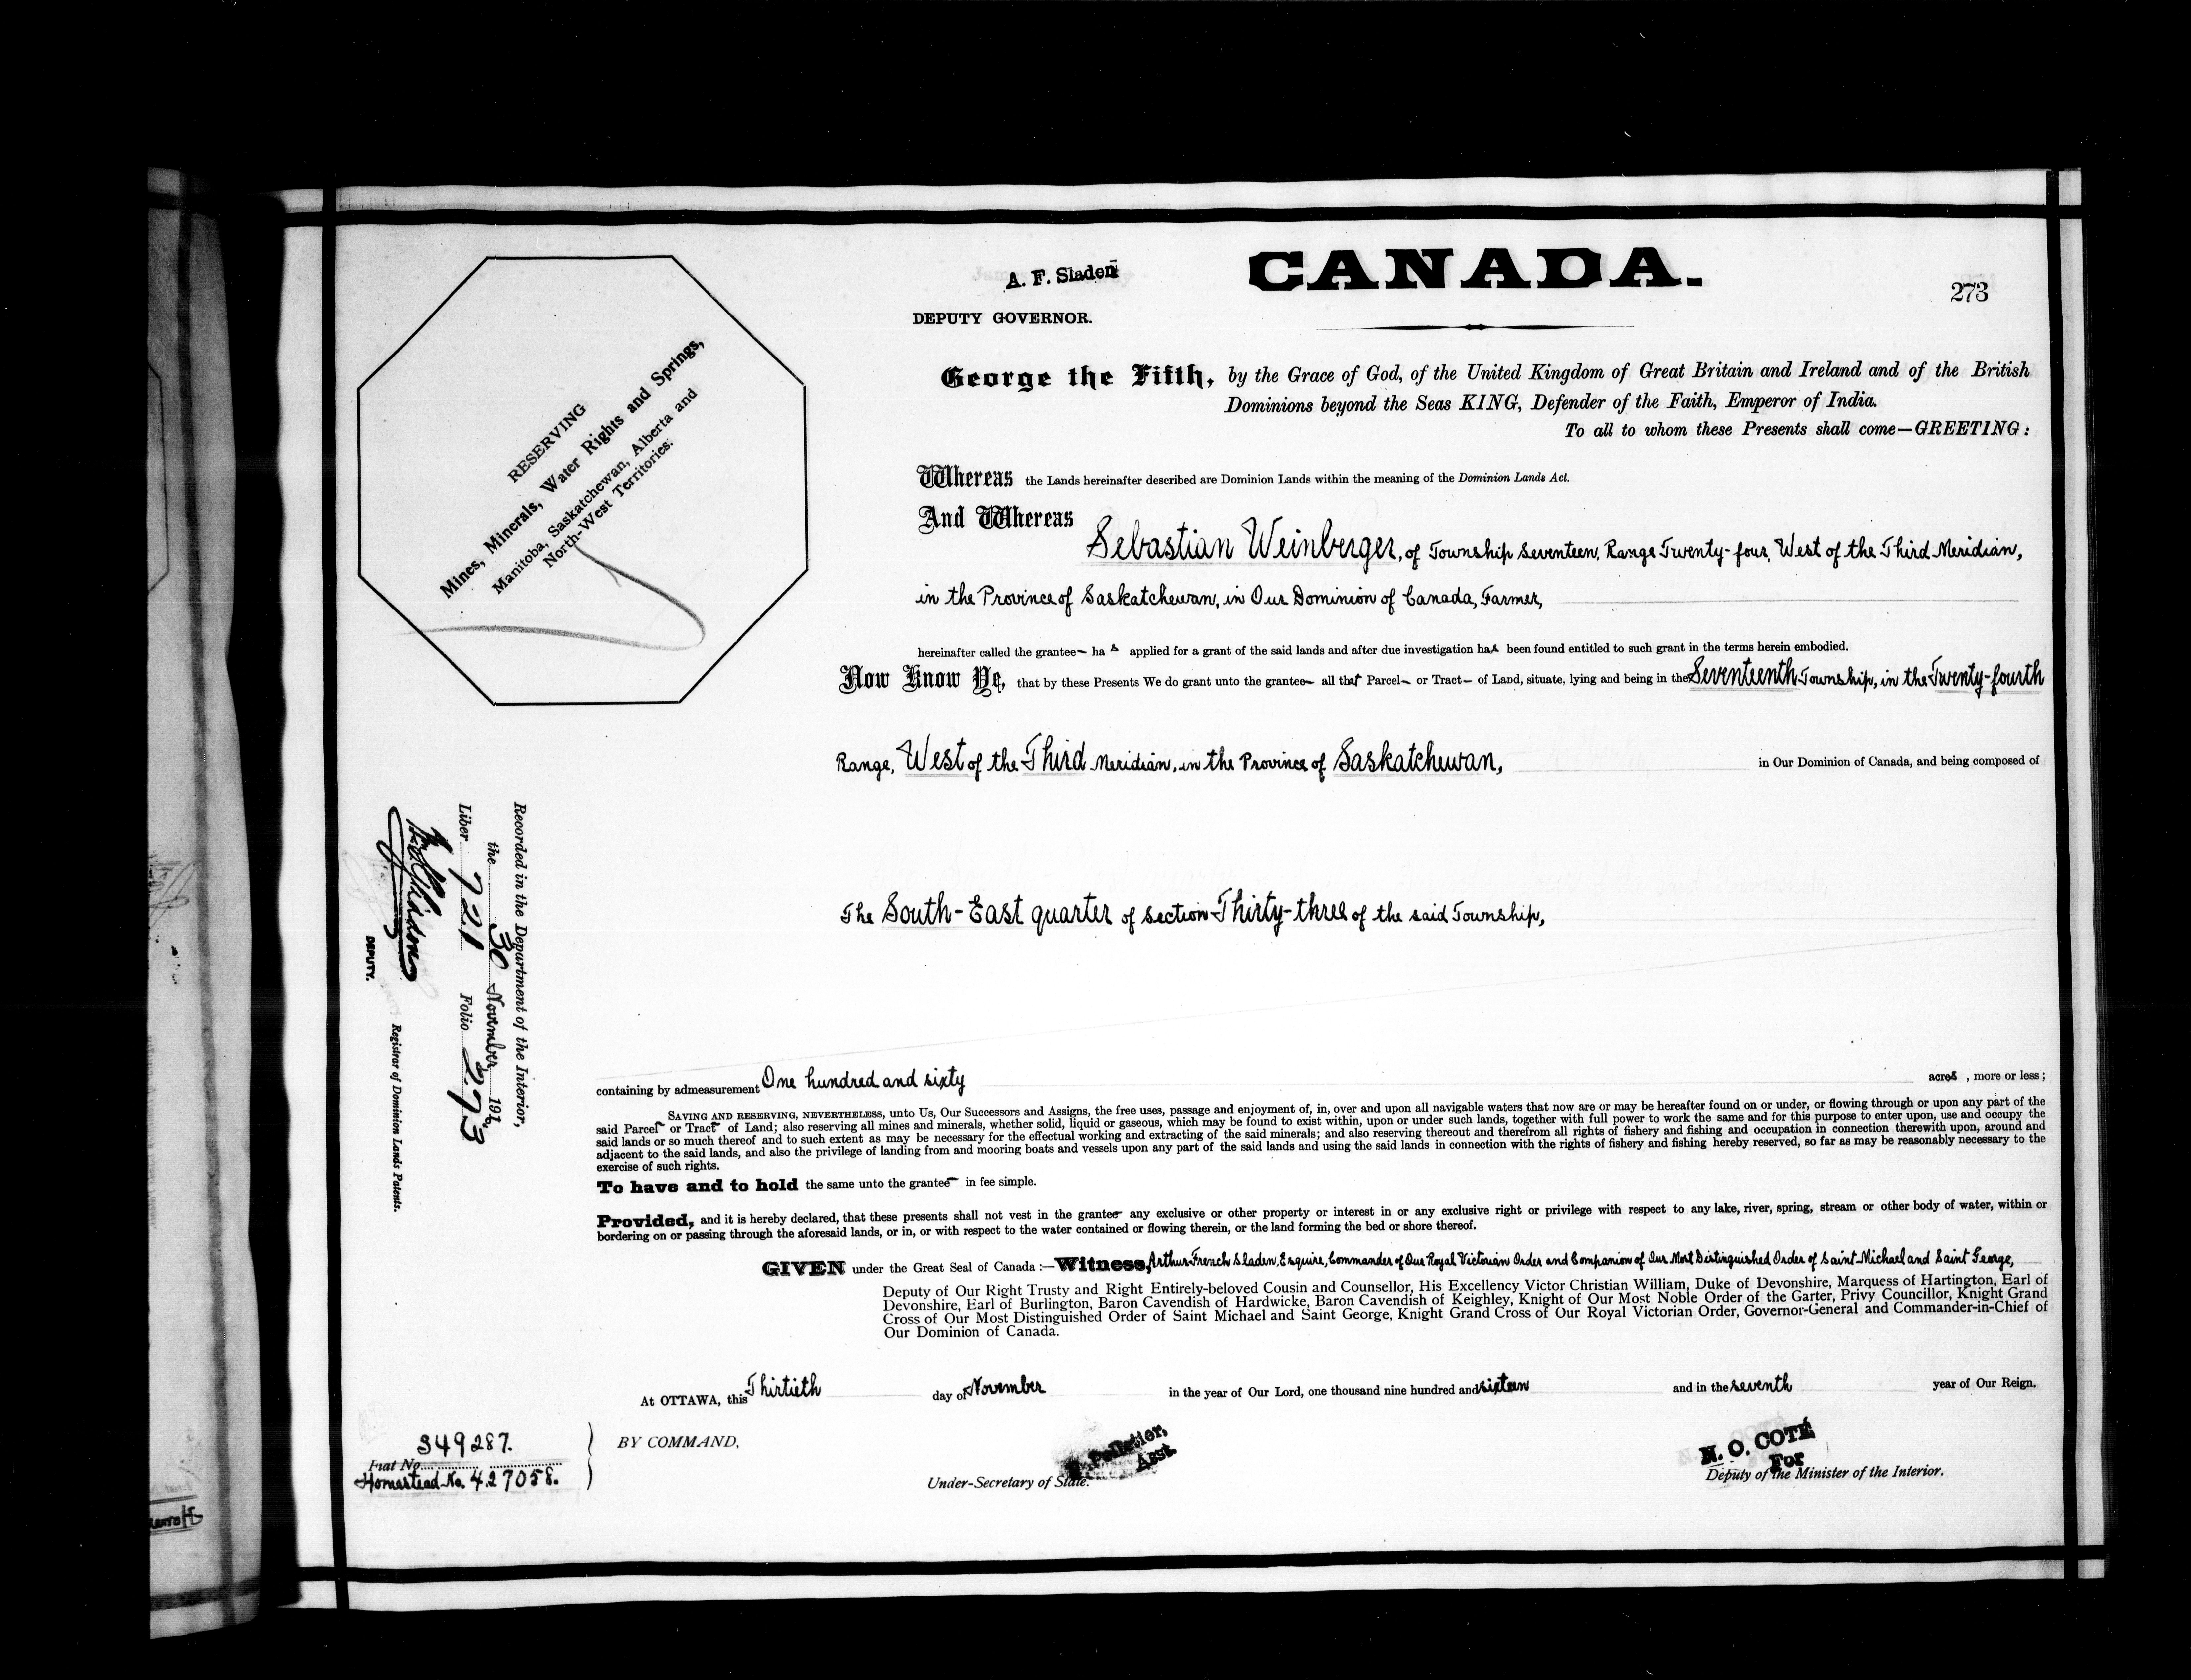 A. F. Sladen
CANADA.
273
DEPUTY GOVERNOR.
George the Fifth, by the Grace of God, of the United Kingdom of Great Britain and Ireland and of the British
Dominions beyond the Seas KING, Defender of the Faith, Emperor of India.
To all to whom these Presents shall come—GREETING:
RESERVING
Mines, Minerals, Water Rights and Springs,
Manitoba, Saskatchewan, Alberta and
North-West Territories.
Whereas the Lands hereinafter described are Dominion Lands within the meaning of the Dominion Lands Act.
And Whereas
Sebastian Weinberger, of Township Seventeen, Range Twenty-four, West of the Third Meridian,
in the Province of Saskatchewan, in Our Dominion of Canada, Farmer,
hereinafter called the grantee— ha s applied for a grant of the said lands and after due investigation has been found entitled to such grant in the terms herein embodied.
Now Know Ye, that by these Presents We do grant unto the grantee— all that Parcel— or Tract— of Land, situate, lying and being in the Seventeenth Township, in the Twenty-fourth
Range, West of the Third Meridian, in the Province of Saskatchewan, in Our Dominion of Canada, and being composed of
The South-East quarter of section Thirty-three of the said Township,
Recorded in the Department of the Interior,
the 30 November 1916
Liber 721 Folio 273
DEPUTY. Registrar of Dominion Lands Patents.
containing by admeasurement One hundred and sixty acres , more or less ;
SAVING AND RESERVING, NEVERTHELESS, unto Us, Our Successors and Assigns, the free uses, passage and enjoyment of, in, over and upon all navigable waters that now are or may be hereafter found on or under, or flowing through or upon any part of the
said Parcel— or Tract— of Land; also reserving all mines and minerals, whether solid, liquid or gaseous, which may be found to exist within, upon or under such lands, together with full power to work the same and for this purpose to enter upon, use and occupy the
said lands or so much thereof and to such extent as may be necessary for the effectual working and extracting of the said minerals; and also reserving thereout and therefrom all rights of fishery and fishing and occupation in connection therewith upon, around and
adjacent to the said lands, and also the privilege of landing from and mooring boats and vessels upon any part of the said lands and using the said lands in connection with the rights of fishery and fishing hereby reserved, so far as may be reasonably necessary to the
exercise of such rights.
To have and to hold the same unto the grantee— in fee simple.
Provided, and it is hereby declared, that these presents shall not vest in the grantee— any exclusive or other property or interest in or any exclusive right or privilege with respect to any lake, river, spring, stream or other body of water, within or
bordering on or passing through the aforesaid lands, or in, or with respect to the water contained or flowing therein, or the land forming the bed or shore thereof.
GIVEN under the Great Seal of Canada :—Witness, Arthur French Sladen, Esquire, Commander of Our Royal Victorian Order and Companion of Our Most Distinguished Order of Saint Michael and Saint George,
Deputy of Our Right Trusty and Right Entirely-beloved Cousin and Counsellor, His Excellency Victor Christian William, Duke of Devonshire, Marquess of Hartington, Earl of
Devonshire, Earl of Burlington, Baron Cavendish of Hardwicke, Baron Cavendish of Keighley, Knight of Our Most Noble Order of the Garter, Privy Councillor, Knight Grand
Cross of Our Most Distinguished Order of Saint Michael and Saint George, Knight Grand Cross of Our Royal Victorian Order, Governor-General and Commander-in-Chief of
Our Dominion of Canada.
At OTTAWA, this Thirtieth day of November in the year of Our Lord, one thousand nine hundred and sixteen and in the seventh year of Our Reign.
349287.
Fiat No.
Homestead No. 427058.
BY COMMAND,
Pelletier,
Asst.
Under-Secretary of State.
N. O. COTÉ
For
Deputy of the Minister of the Interior.